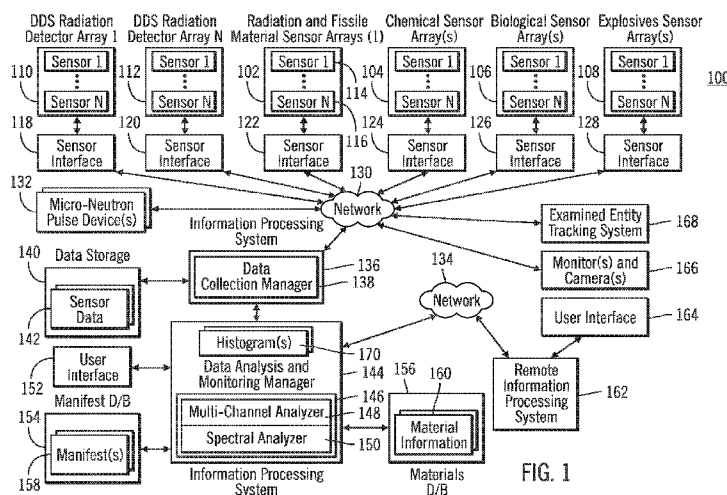 DDS Radiation
Detector Array 1
DDS Radiation
Detector Array N
Radiation and Fissile
Material Sensor Arrays (1)
Chemical Sensor
Array(s)
Biological Sensor
Array(s)
Explosives Sensor
Array(s)
100
110
Sensor 1
Sensor N
112
Sensor 1
Sensor N
102
Sensor 1
Sensor N
114
116
104
Sensor 1
Sensor N
106
Sensor 1
Sensor N
108
Sensor 1
Sensor N
118
Sensor
Interface
120
Sensor
Interface
122
Sensor
Interface
124
Sensor
Interface
126
Sensor
Interface
128
Sensor
Interface
130
Network
132
Micro-Neutron
Pulse Device(s)
Examined Entity
Tracking System
168
Information Processing
System
Data
Collection Manager
136
138
Monitor(s) and
Camera(s)
166
Data Storage
140
Sensor
Data
142
134
Network
User Interface
164
Histogram(s)
170
Data Analysis and
Monitoring Manager
144
User
Interface
152
146
Multi-Channel Analyzer
148
Spectral Analyzer
150
Information Processing
System
Manifest D/B
154
Manifest(s)
158
156
160
Material
Information
Materials
D/B
Remote
Information
Processing
System
162
FIG. 1